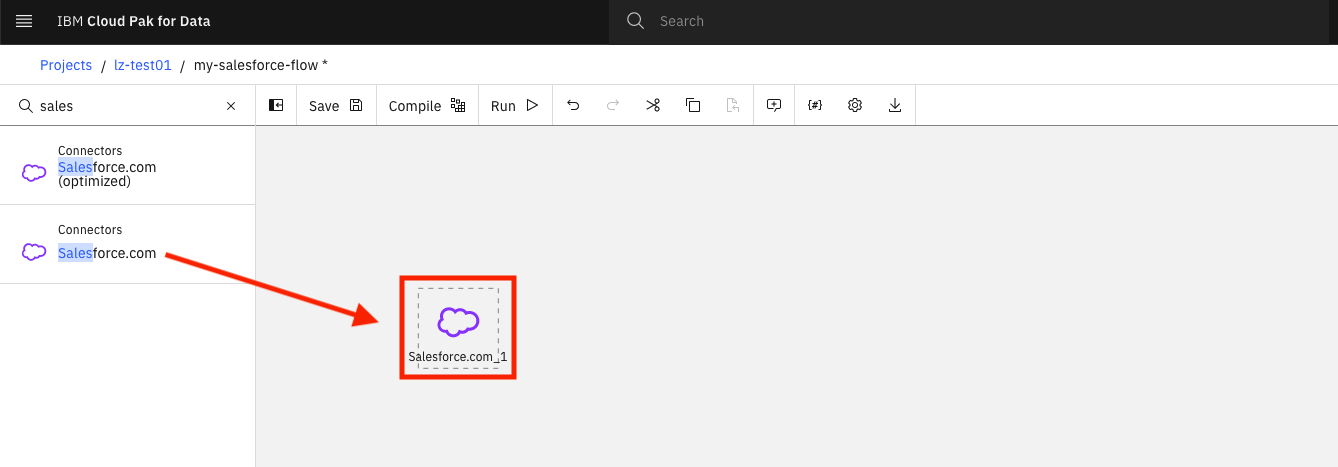 IBM Cloud Pak for Data
Search
Projects / lz-test01 / my-salesforce-flow *
sales
Save
Compile
Run
{#}
Connectors
Salesforce.com
(optimized)
Connectors
Salesforce.com
Salesforce.com_1